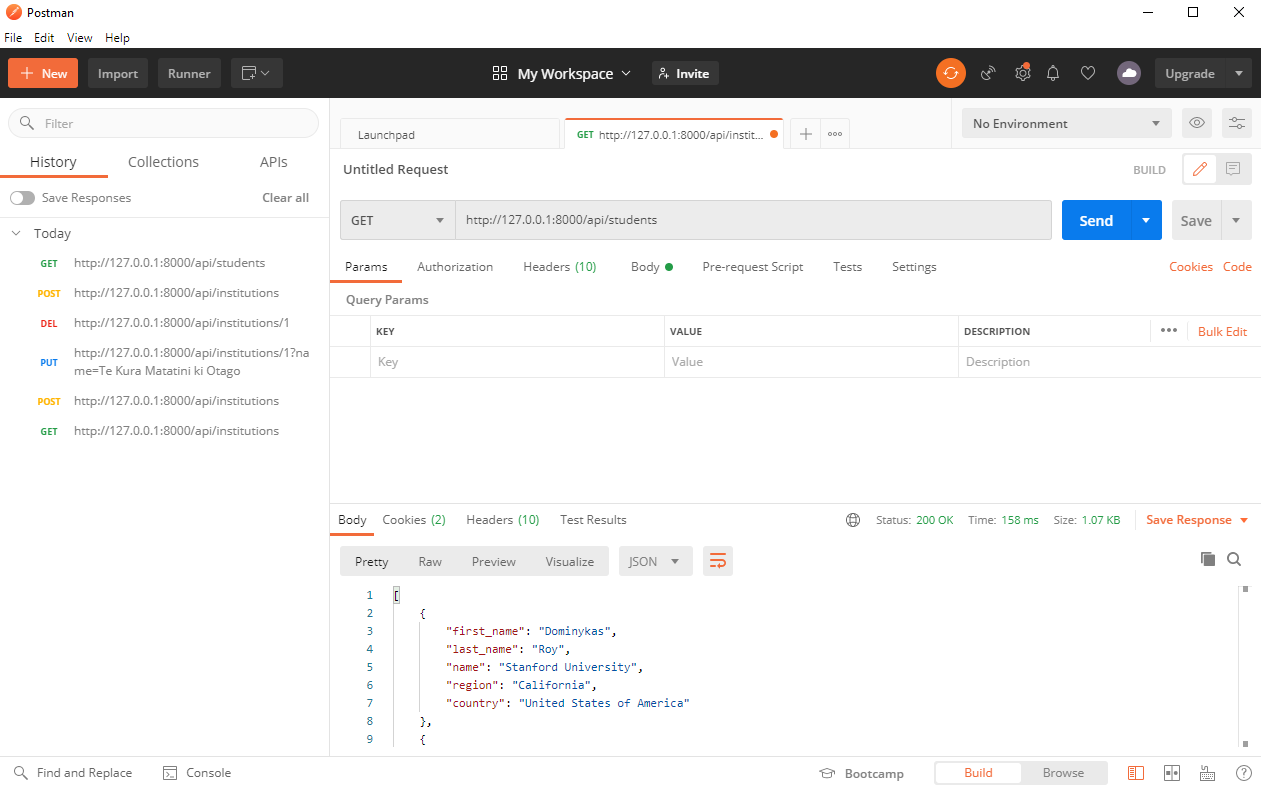 Postman
File Edit View Help
New Import Runner My Workspace Invite Upgrade
Filter
History Collections APIs
Save Responses Clear all
Today
GET http://127.0.0.1:8000/api/students
POST http://127.0.0.1:8000/api/institutions
DEL http://127.0.0.1:8000/api/institutions/1
PUT http://127.0.0.1:8000/api/institutions/1?na
me=Te Kura Matatini ki Otago
POST http://127.0.0.1:8000/api/institutions
GET http://127.0.0.1:8000/api/institutions
Launchpad GET http://127.0.0.1:8000/api/instit... No Environment
Untitled Request BUILD
GET http://127.0.0.1:8000/api/students Send Save
Params Authorization Headers (10) Body Pre-request Script Tests Settings Cookies Code
Query Params
KEY VALUE DESCRIPTION Bulk Edit
Key Value Description
Body Cookies (2) Headers (10) Test Results Status: 200 OK Time: 158 ms Size: 1.07 KB Save Response
Pretty Raw Preview Visualize JSON
1 [
2 {
3 "first_name": "Dominykas",
4 "last_name": "Roy",
5 "name": "Stanford University",
6 "region": "California",
7 "country": "United States of America"
8 },
9 {
Find and Replace Console Bootcamp Build Browse